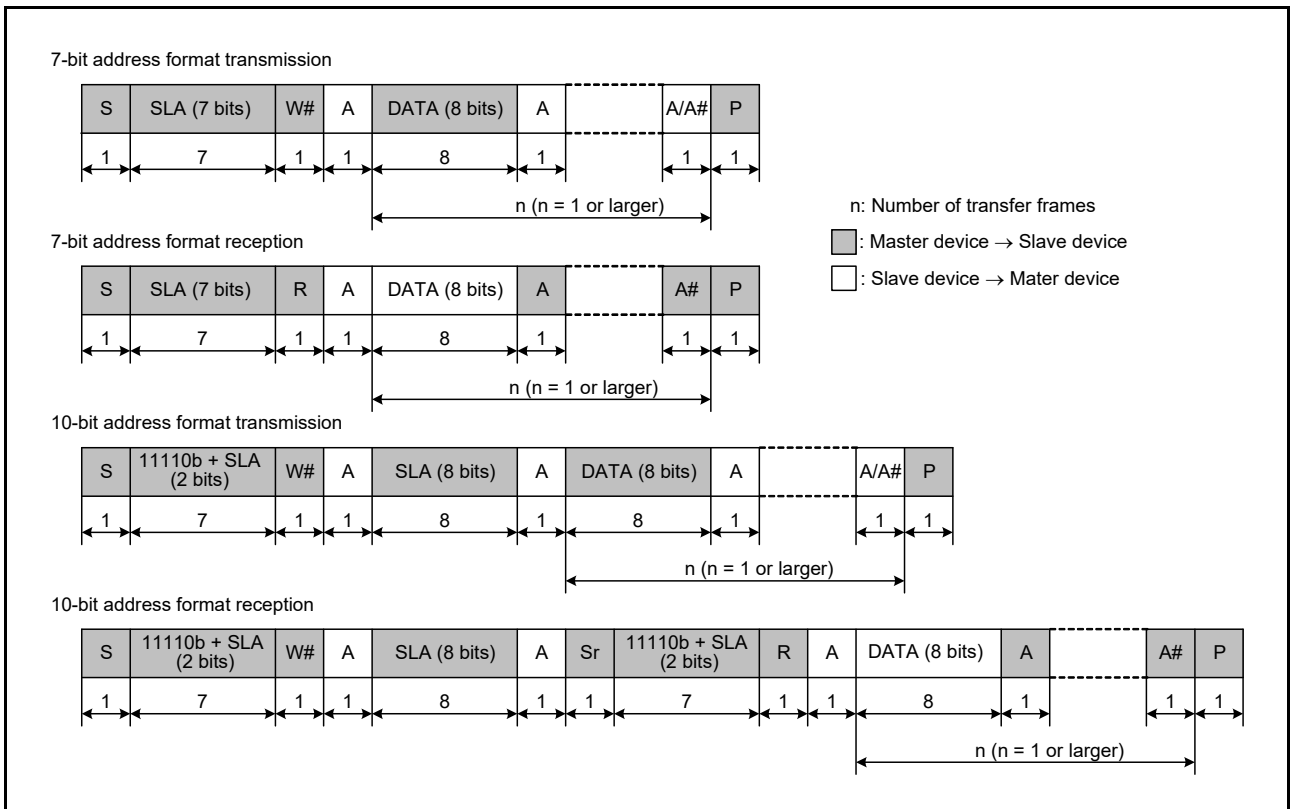 7-bit address format transmission
S SLA (7 bits) W# A DATA (8 bits) A A/A# P
1 7 1 1 8 1 1 1
n (n = 1 or larger)
n: Number of transfer frames
: Master device → Slave device
: Slave device → Mater device
7-bit address format reception
S SLA (7 bits) R A DATA (8 bits) A A# P
1 7 1 1 8 1 1 1
n (n = 1 or larger)
10-bit address format transmission
S 11110b + SLA (2 bits) W# A SLA (8 bits) A DATA (8 bits) A A/A# P
1 7 1 1 8 1 8 1 1 1
n (n = 1 or larger)
10-bit address format reception
S 11110b + SLA (2 bits) W# A SLA (8 bits) A Sr 11110b + SLA (2 bits) R A DATA (8 bits) A A# P
1 7 1 1 8 1 1 7 1 1 8 1 1 1
n (n = 1 or larger)